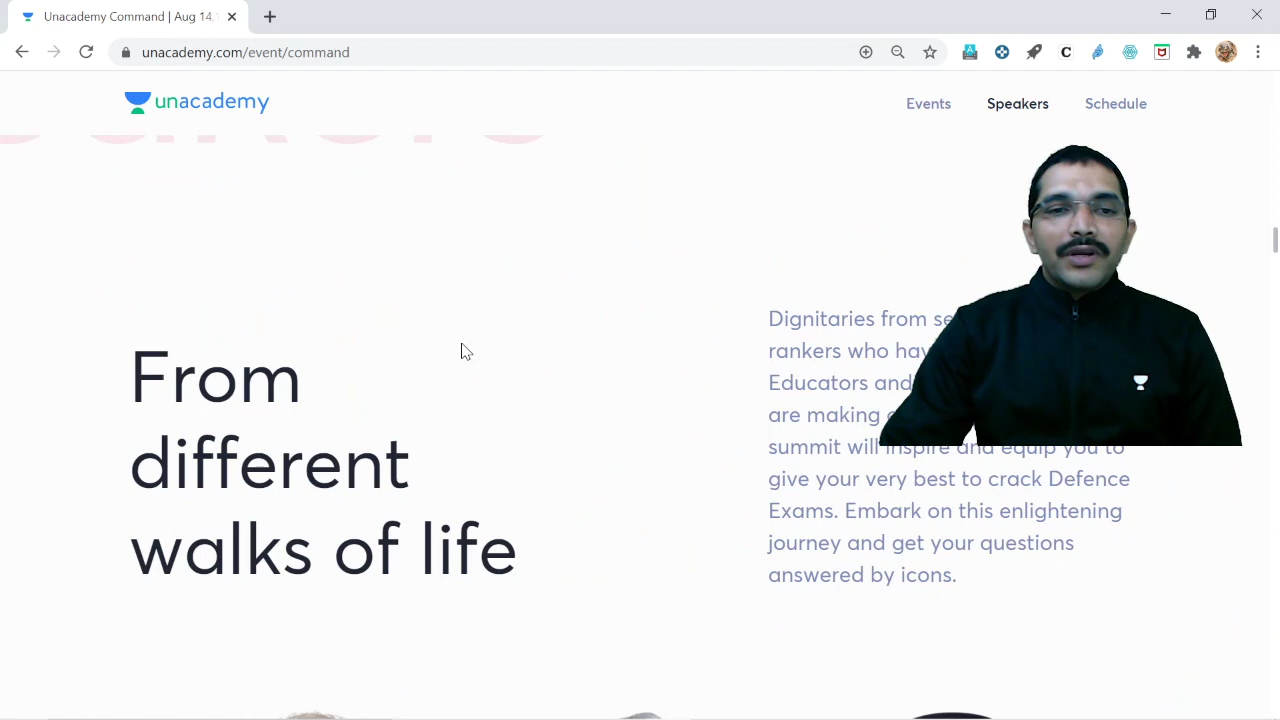 Unacademy Command | Aug 14,
unacademy.com/event/command
unacademy
Events
Speakers
Schedule
From
different
walks of life
Dignitaries from
rankers who
Educators and
are making
summit will inspire and equip you to
give your very best to crack Defence
Exams. Embark on this enlightening
journey and get your questions
answered by icons.